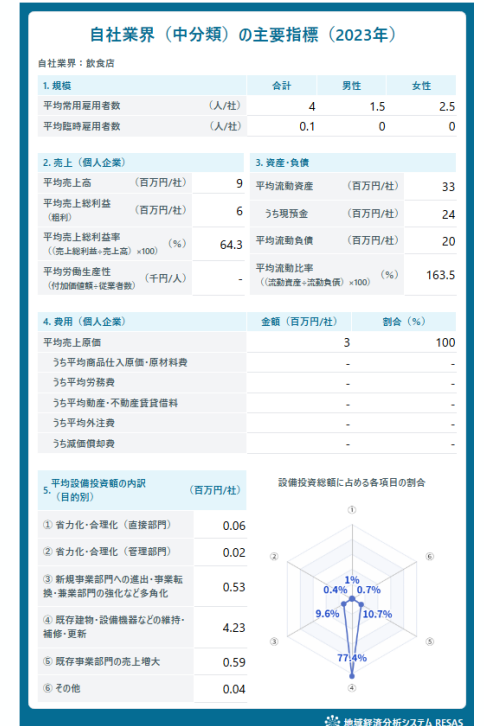 自社業界（中分類）の主要指標（2023年）
自社業界：飲食店
1. 規模 合計 男性 女性
平均常用雇用者数 （人/社） 4 1.5 2.5
平均臨時雇用者数 （人/社） 0.1 0 0
2. 売上（個人企業）
平均売上高 （百万円/社） 9
平均売上総利益 （百万円/社） 6
（粗利）
平均売上総利益率 （%） 64.3
（(売上総利益÷売上高）×100）
平均労働生産性 （千円/人） -
（付加価値額÷従業者数）
3. 資産・負債
平均流動資産 （百万円/社） 33
うち現預金 （百万円/社） 24
平均流動負債 （百万円/社） 20
平均流動比率 （%） 163.5
（(流動資産÷流動負債）×100）
4. 費用（個人企業） 金額（百万円/社） 割合（%）
平均売上原価 3 100
うち平均商品仕入原価・原材料費 - -
うち平均労務費 - -
うち平均動産・不動産賃貸借料 - -
うち平均外注費 - -
うち減価償却費 - -
5. 平均設備投資額の内訳 （百万円/社）
（目的別）
① 省力化・合理化（直接部門） 0.06
② 省力化・合理化（管理部門） 0.02
③ 新規事業部門への進出・事業転 0.53
換・兼業部門の強化など多角化
④ 既存建物・設備機器などの維持・ 4.23
補修・更新
⑤ 既存事業部門の売上増大 0.59
⑥ その他 0.04
設備投資総額に占める各項目の割合
①
② ⑥
1%
0.4% 0.7%
9.6% 10.7%
③ ⑤
77.4%
④
地域経済分析システム RESAS